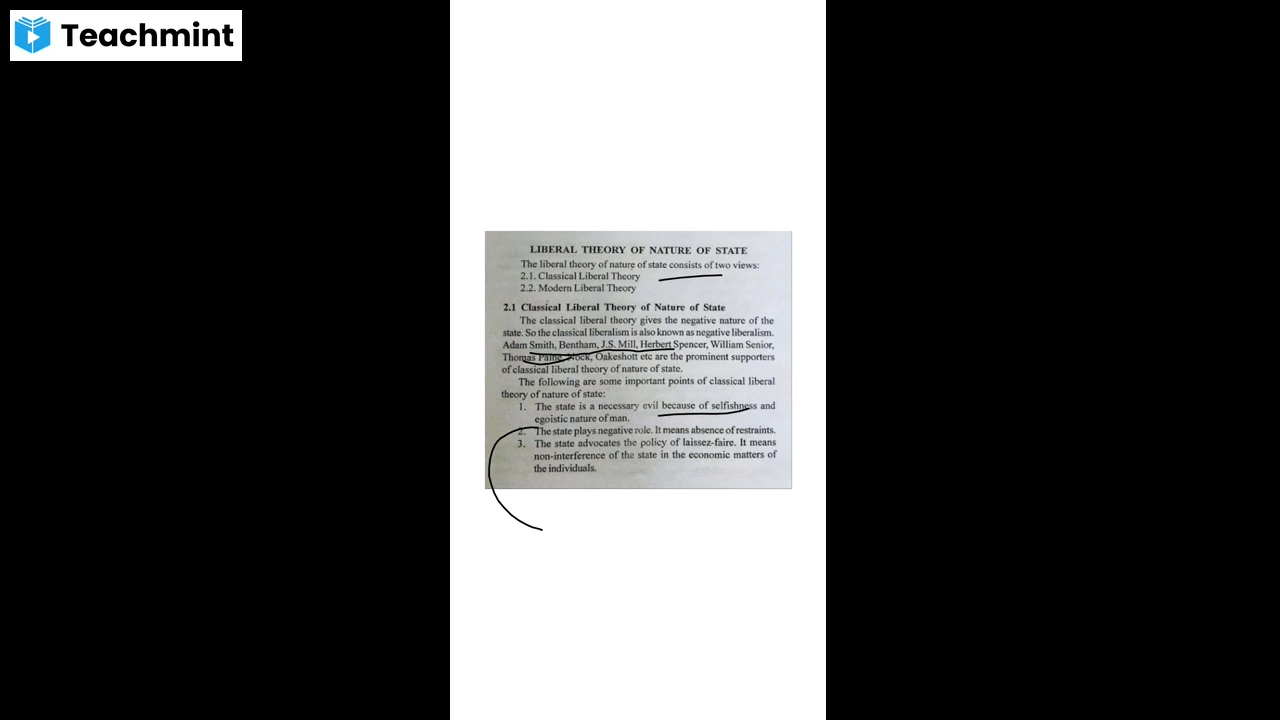 Teachmint
LIBERAL THEORY OF NATURE OF STATE
The liberal theory of nature of state consists of two views:
2.1. Classical Liberal Theory
2.2. Modern Liberal Theory
2.1 Classical Liberal Theory of Nature of State
The classical liberal theory gives the negative nature of the
state. So the classical liberalism is also known as negative liberalism.
Adam Smith, Bentham, J.S. Mill, Herbert Spencer, William Senior,
Thomas Paine, Nock, Oakeshott etc are the prominent supporters
of classical liberal theory of nature of state.
The following are some important points of classical liberal
theory of nature of state:
1. The state is a necessary evil because of selfishness and
egoistic nature of man.
2. The state plays negative role. It means absence of restraints.
3. The state advocates the policy of laissez-faire. It means
non-interference of the state in the economic matters of
the individuals.